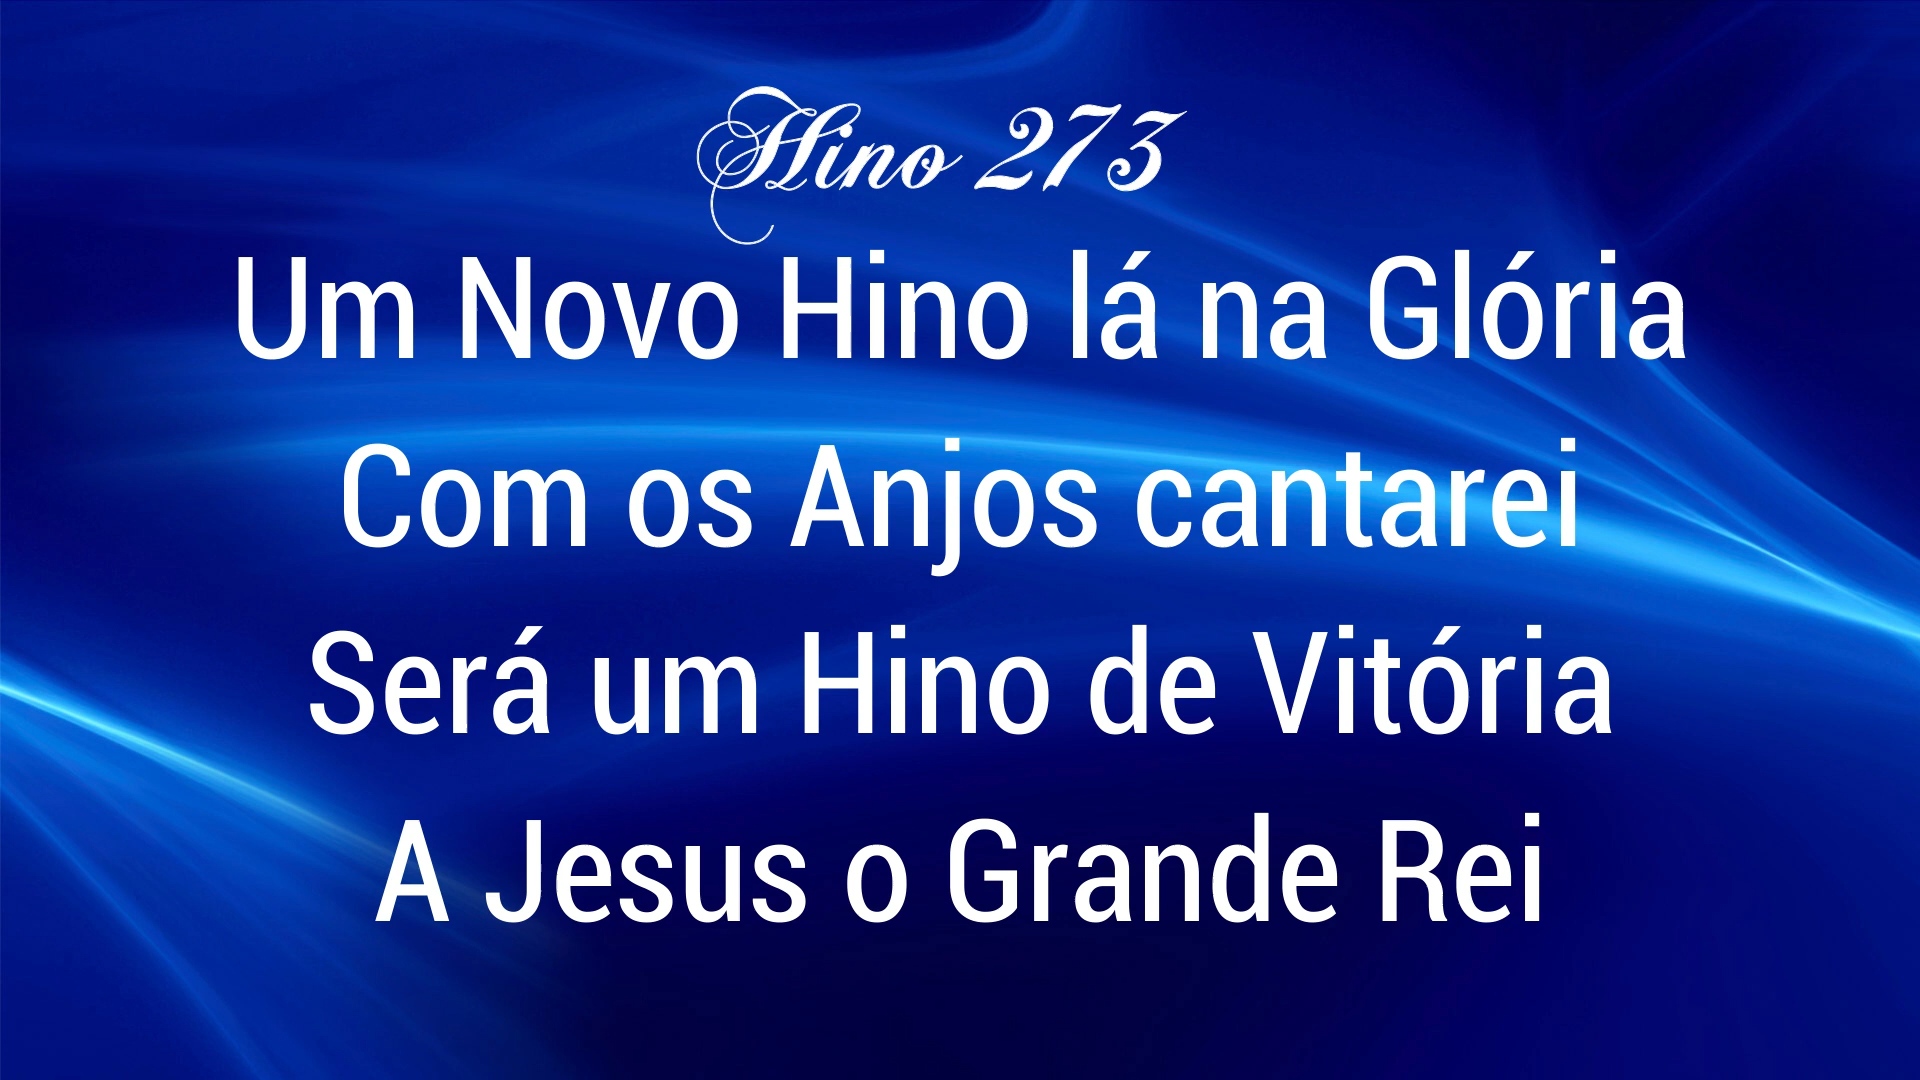 Hino 273
Um Novo Hino lá na Glória
Com os Anjos cantarei
Será um Hino de Vitória
A Jesus o Grande Rei